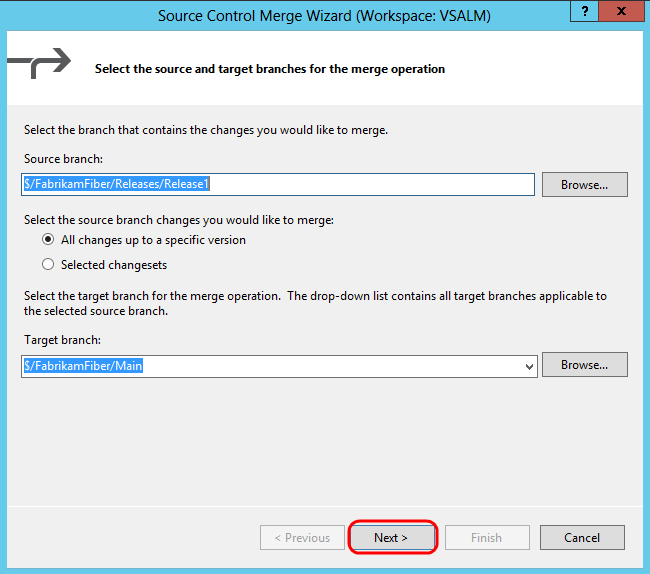 Source Control Merge Wizard (Workspace: VSALM)
? x
Select the source and target branches for the merge operation
Select the branch that contains the changes you would like to merge.
Source branch:
$/FabrikamFiber/Releases/Release1
Browse...
Select the source branch changes you would like to merge:
All changes up to a specific version
Selected changesets
Select the target branch for the merge operation.  The drop-down list contains all target branches applicable to
the selected source branch.
Target branch:
$/FabrikamFiber/Main
Browse...
< Previous
Next >
Finish
Cancel